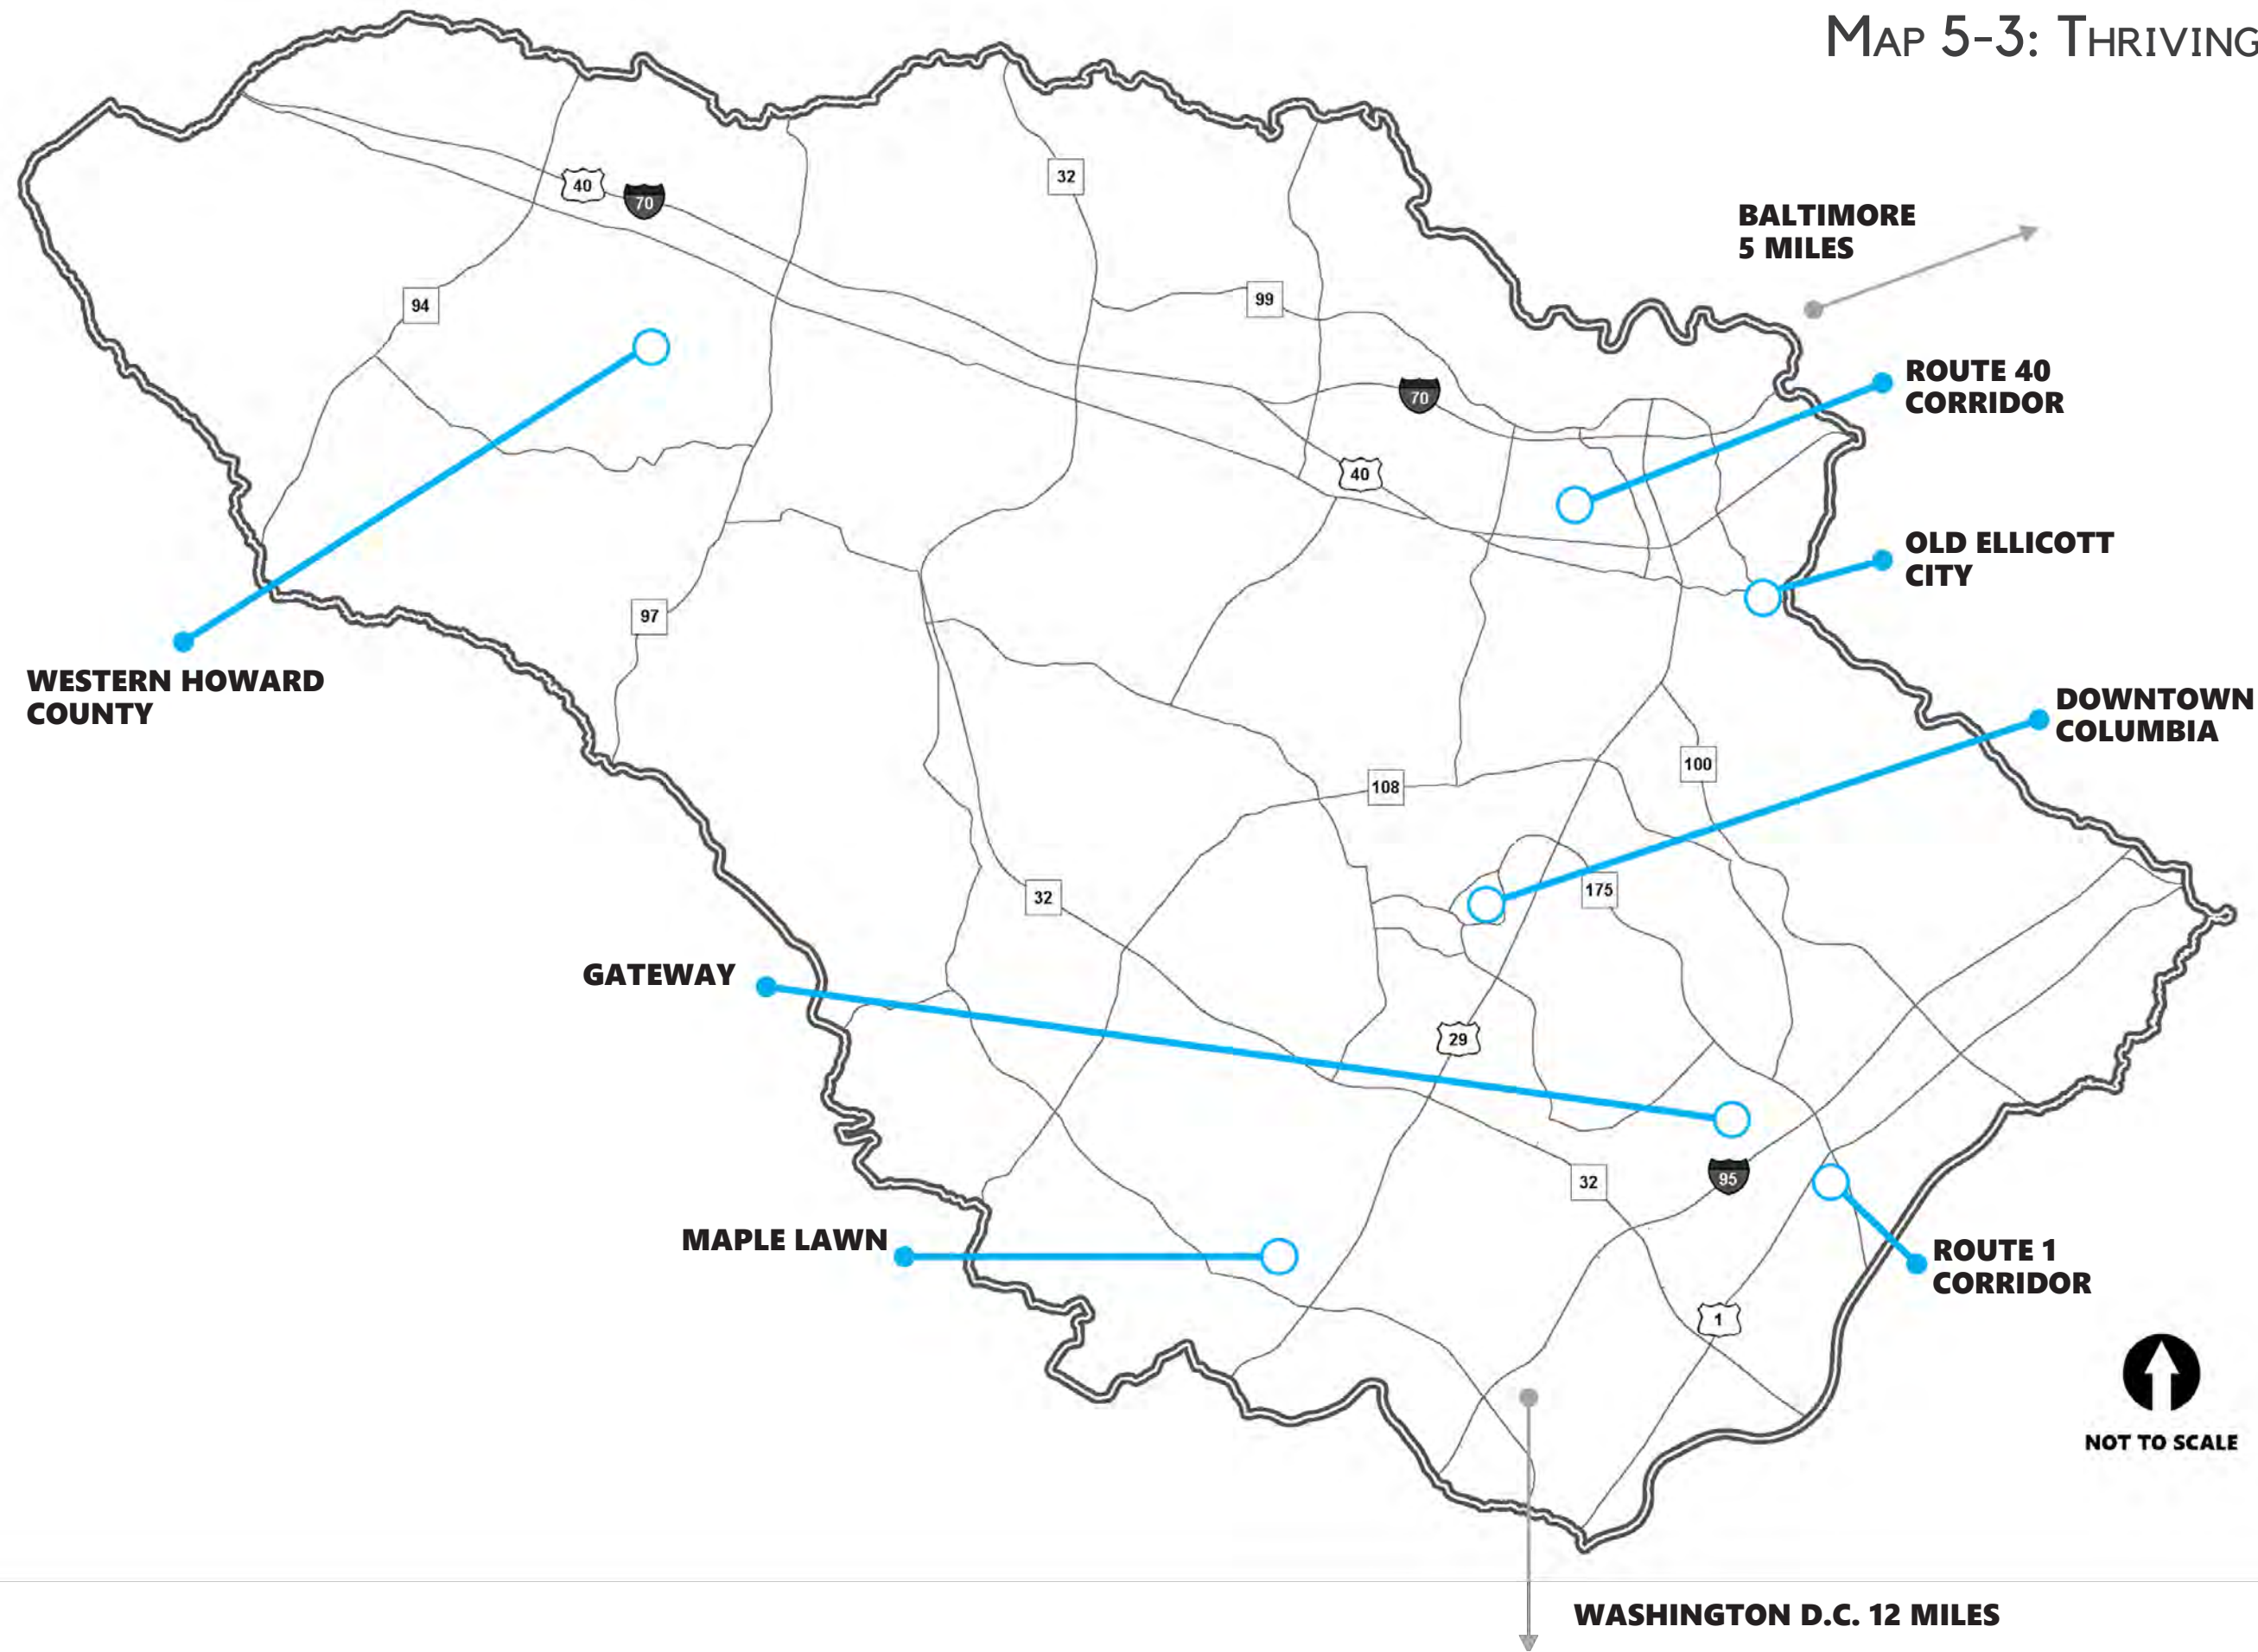 MAP 5-3: THRIVING
40
70
32
BALTIMORE
5 MILES
94
99
ROUTE 40
CORRIDOR
70
40
OLD ELLICOTT
CITY
97
WESTERN HOWARD
COUNTY
DOWNTOWN
COLUMBIA
100
108
175
32
GATEWAY
29
32
95
MAPLE LAWN
ROUTE 1
CORRIDOR
1
NOT TO SCALE
WASHINGTON D.C. 12 MILES